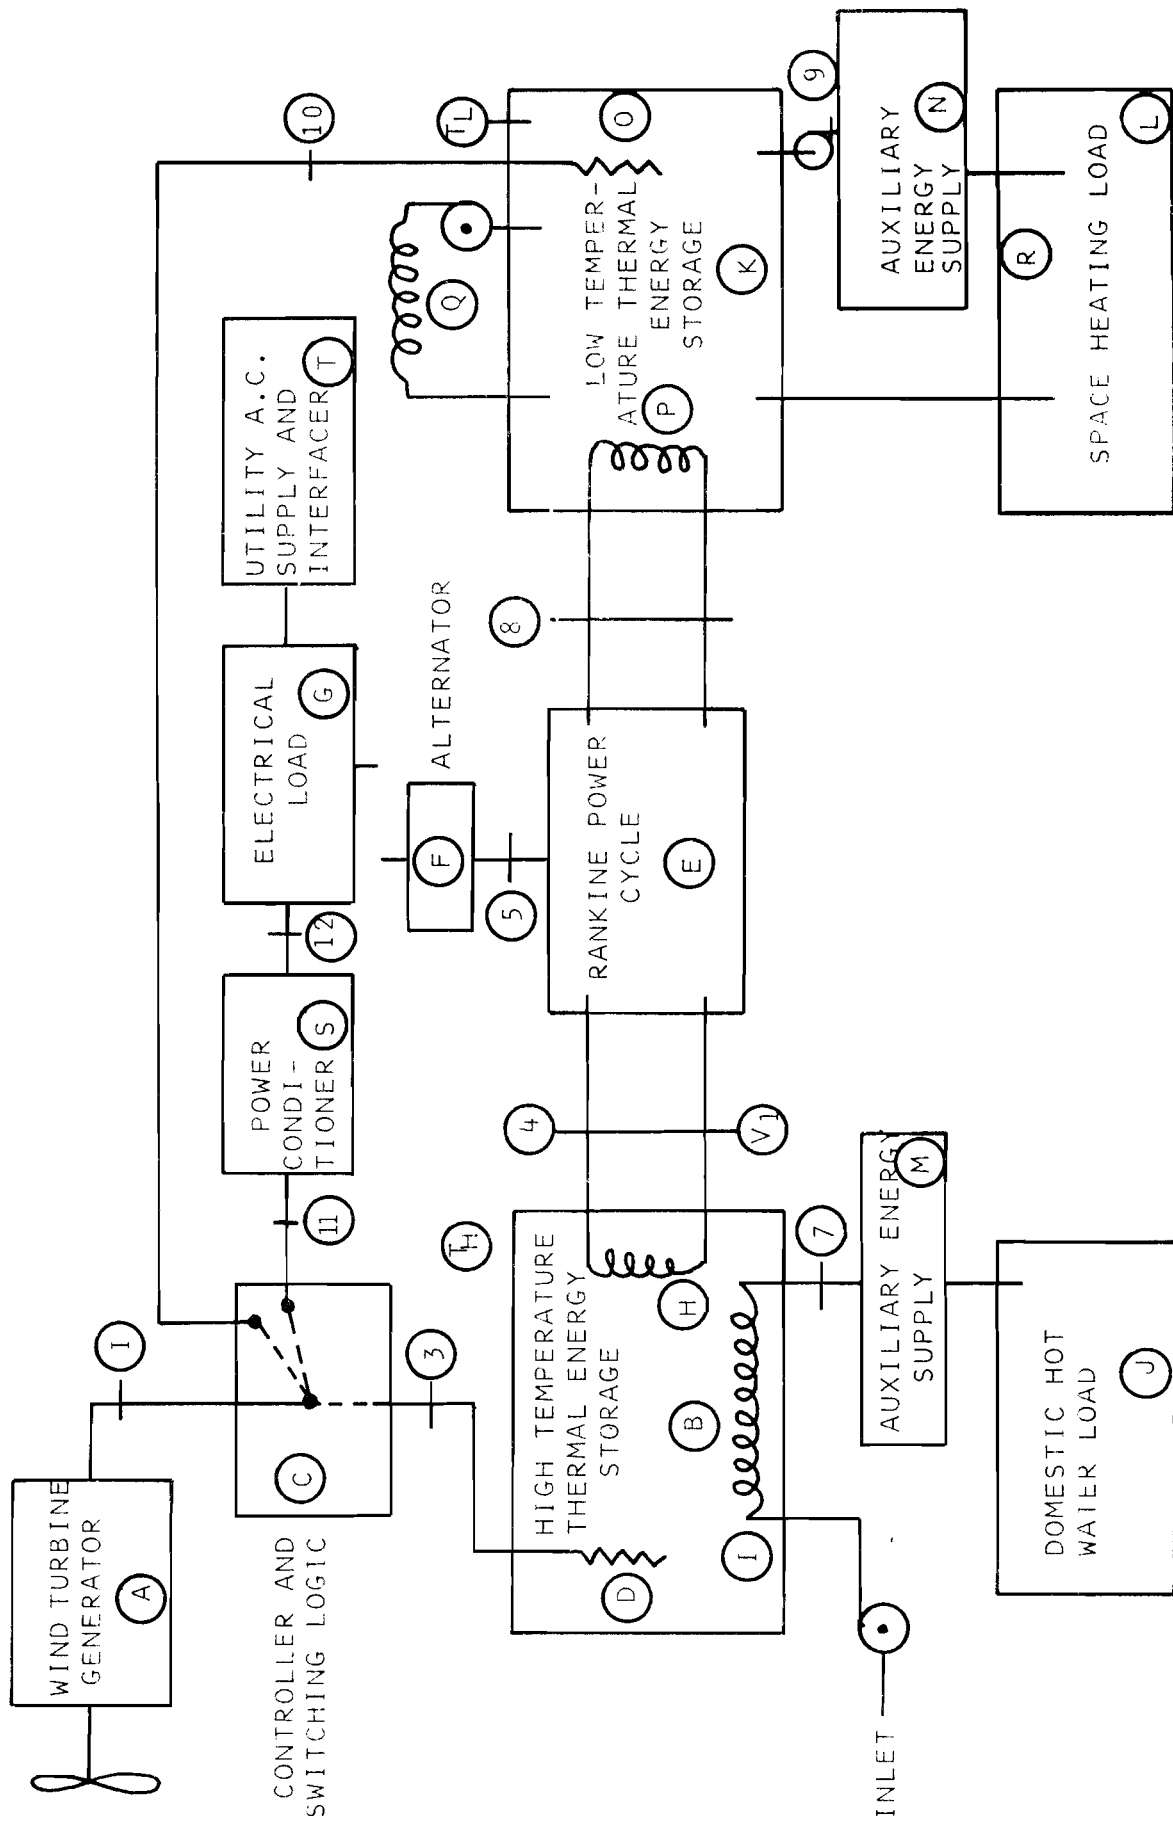 WIND TURBINE
GENERATOR
A
I
CONTROLLER AND
SWITCHING LOGIC
C
3
11
POWER
CONDI-
TIONER
S
12
ELECTRICAL
LOAD
G
UTILITY A.C.
SUPPLY AND
INTERFACER
T
10
HIGH TEMPERATURE
THERMAL ENERGY
STORAGE
TH
D
B
H
I
4
V1
RANKINE POWER
CYCLE
E
5
F
ALTERNATOR
8
Q
TL
LOW TEMPER-
ATURE THERMAL
ENERGY
STORAGE
O
P
K
INLET
7
AUXILIARY ENERGY
SUPPLY
M
DOMESTIC HOT
WATER LOAD
J
9
AUXILIARY
ENERGY
SUPPLY
N
R
SPACE HEATING LOAD
L